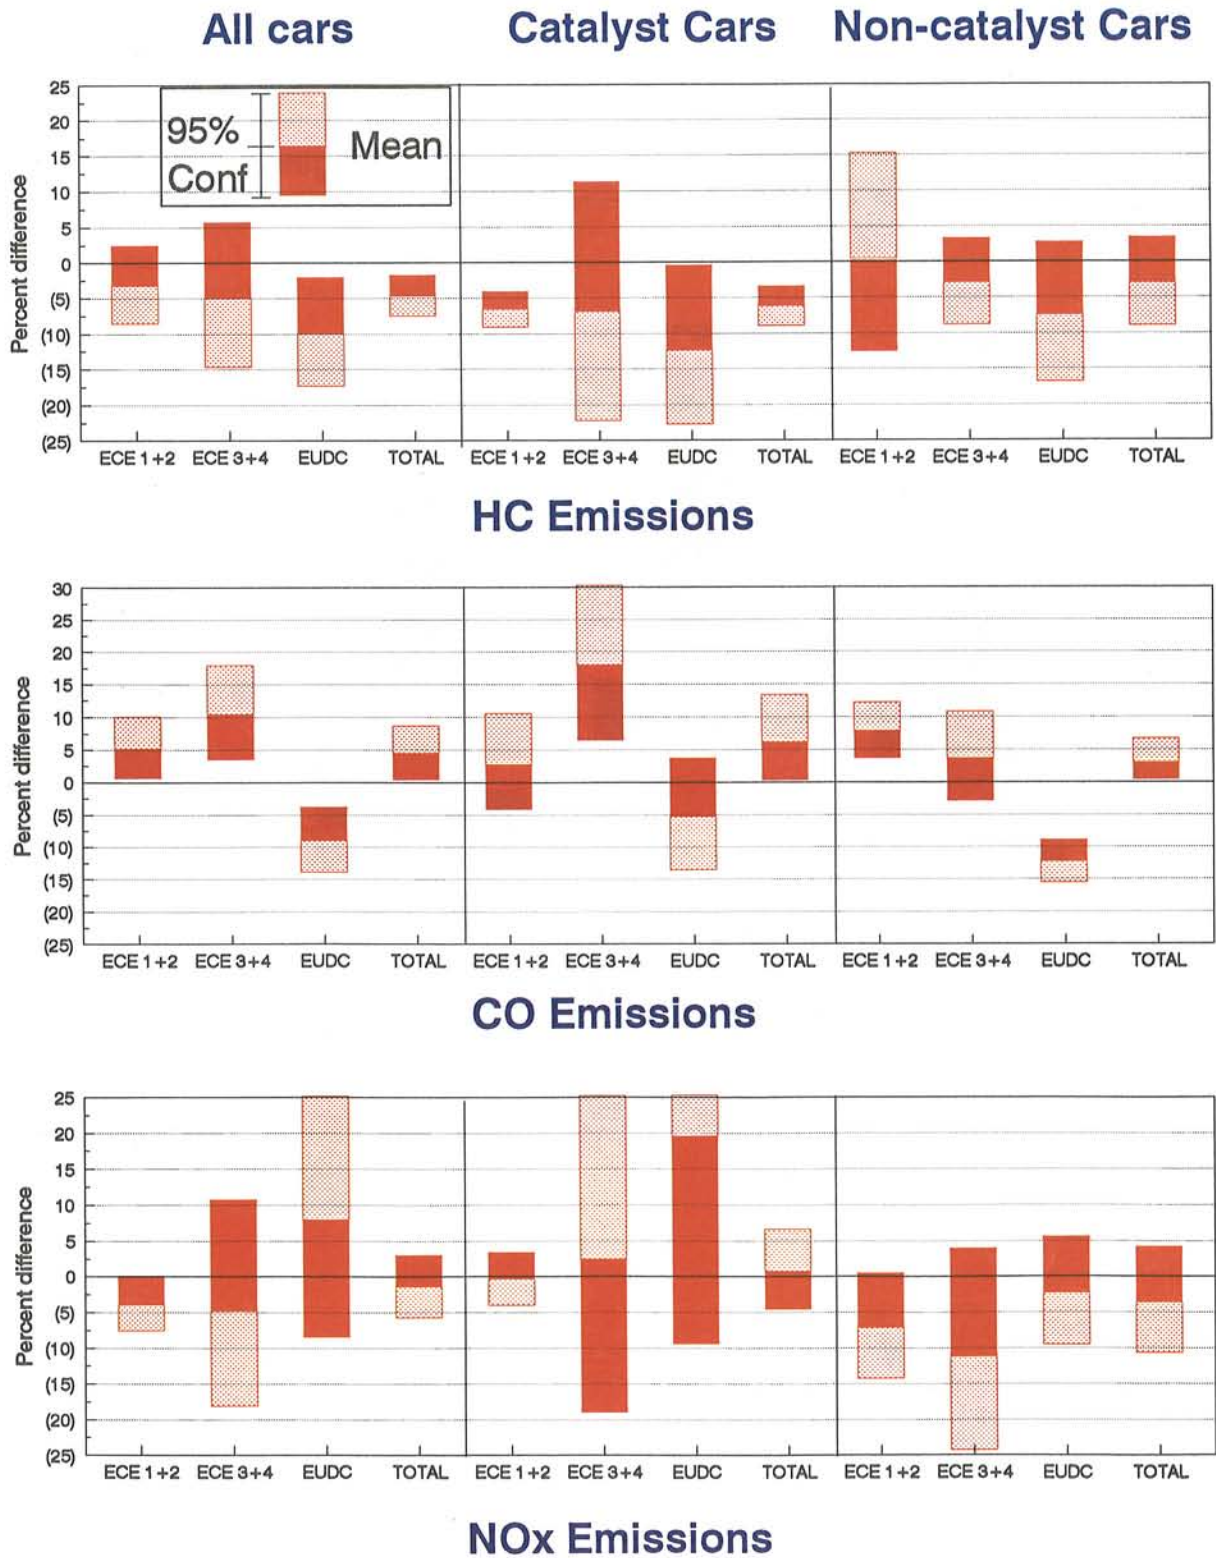 All cars Catalyst Cars Non-catalyst Cars
25
20
15
10
5
0
(5)
(10)
(15)
(20)
(25)
Percent difference
95%
Conf
Mean
ECE 1+2 ECE 3+4 EUDC TOTAL ECE 1+2 ECE 3+4 EUDC TOTAL ECE 1+2 ECE 3+4 EUDC TOTAL
HC Emissions
30
25
20
15
10
5
0
(5)
(10)
(15)
(20)
(25)
Percent difference
ECE 1+2 ECE 3+4 EUDC TOTAL ECE 1+2 ECE 3+4 EUDC TOTAL ECE 1+2 ECE 3+4 EUDC TOTAL
CO Emissions
25
20
15
10
5
0
(5)
(10)
(15)
(20)
(25)
Percent difference
ECE 1+2 ECE 3+4 EUDC TOTAL ECE 1+2 ECE 3+4 EUDC TOTAL ECE 1+2 ECE 3+4 EUDC TOTAL
NOx Emissions